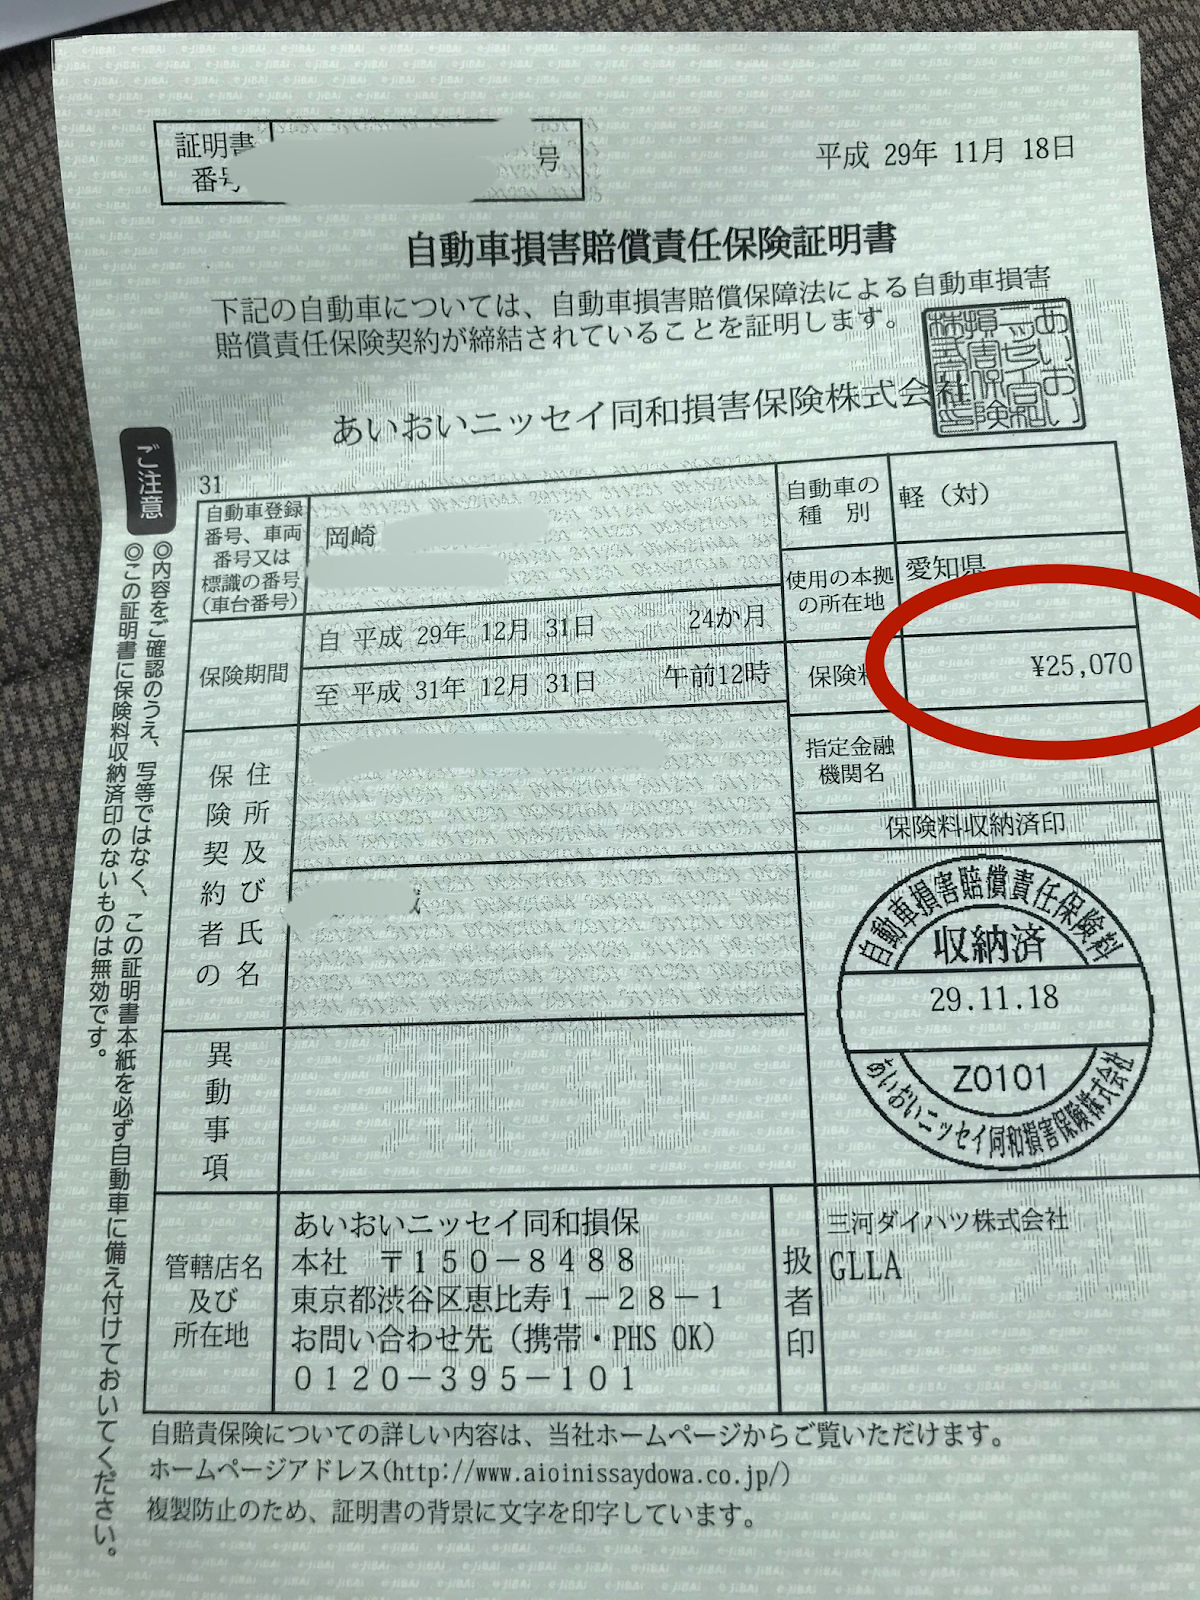 証明書
番号
号
平成 29年 11月 18日
自動車損害賠償責任保険証明書
下記の自動車については、自動車損害賠償保障法による自動車損害
賠償責任保険契約が締結されていることを証明します。
あいおいニッセイ同和損害保険株式会社
31
自動車登録
番号、車両
番号又は
標識の番号
(車台番号)
岡崎
自動車の
種 別
軽（対）
使用の本拠
の所在地
愛知県
保険期間
自 平成 29年 12月 31日 24か月
至 平成 31年 12月 31日 午前12時
保険料
¥25,070
指定金融
機関名
保険契約者の
住所及び氏名
保険料収納済印
自動車損害賠償責任保険料
収納済
29.11.18
Z0101
あいおいニッセイ同和損害保険株式会社
異動事項
管轄店名
及び
所在地
あいおいニッセイ同和損保
本社 〒150－8488
東京都渋谷区恵比寿1－28－1
お問い合わせ先（携帯・PHS OK）
0120－395－101
扱者印
三河ダイハツ株式会社
GLLA
自賠責保険についての詳しい内容は、当社ホームページからご覧いただけます。
ホームページアドレス(http://www.aioinissaydowa.co.jp/)
複製防止のため、証明書の背景に文字を印字しています。
ご注意
◎内容をご確認のうえ、写等ではなく、この証明書本紙を必ず自動車に備え付けておいてください。
◎この証明書に保険料収納済印のないものは無効です。